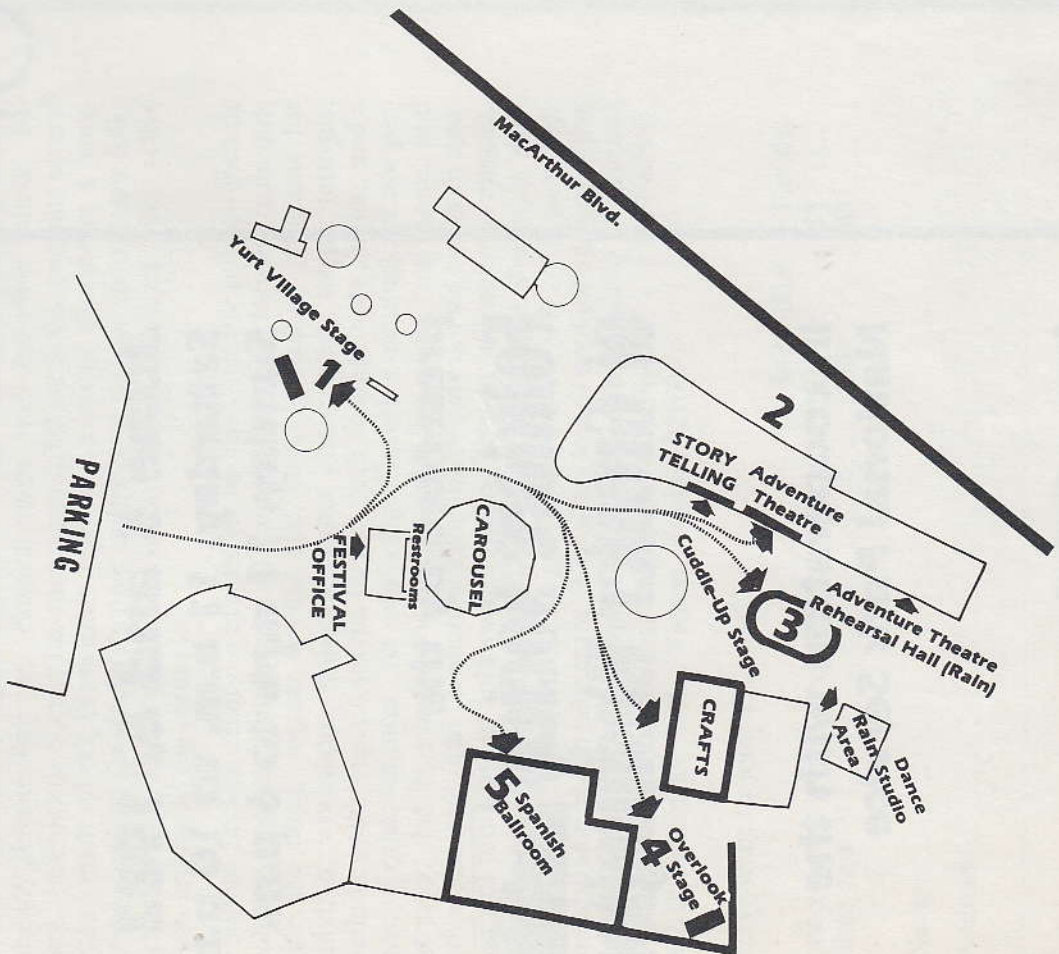 MacArthur Blvd.
Yurt Village Stage
1
2
STORY
TELLING
Adventure
Theatre
PARKING
FESTIVAL
OFFICE
Restrooms
CAROUSEL
Cuddle-Up Stage
3
Adventure Theatre
Rehearsal Hall (Rain)
CRAFTS
Dance
Studio
Rain
Area
5
Spanish
Ballroom
4
Overlook
Stage